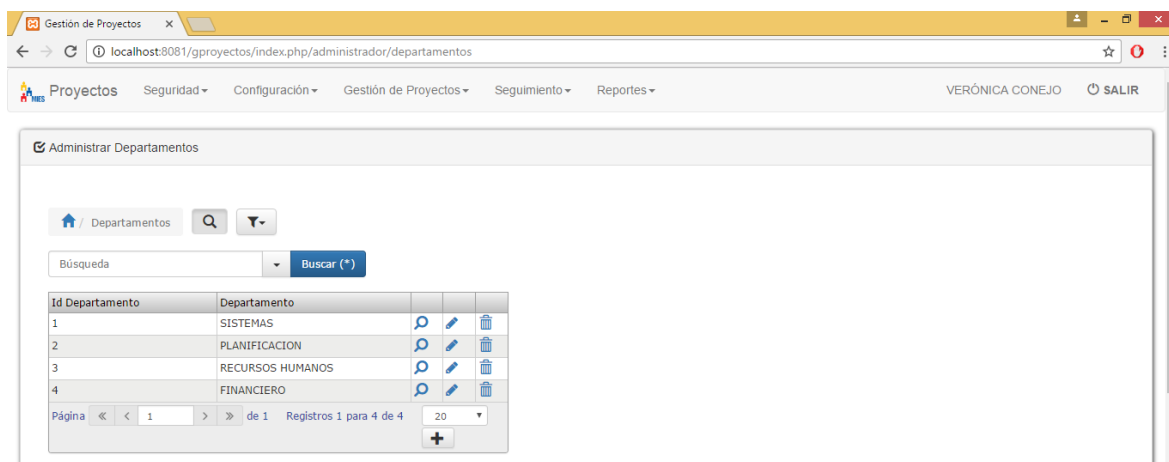 Gestión de Proyectos
localhost:8081/gproyectos/index.php/administrador/departamentos
MIES Proyectos Seguridad Configuración Gestión de Proyectos Seguimiento Reportes VERÓNICA CONEJO SALIR
Administrar Departamentos
/ Departamentos
Búsqueda Buscar (*)
Id Departamento Departamento
1 SISTEMAS
2 PLANIFICACION
3 RECURSOS HUMANOS
4 FINANCIERO
Página 1 de 1 Registros 1 para 4 de 4 20